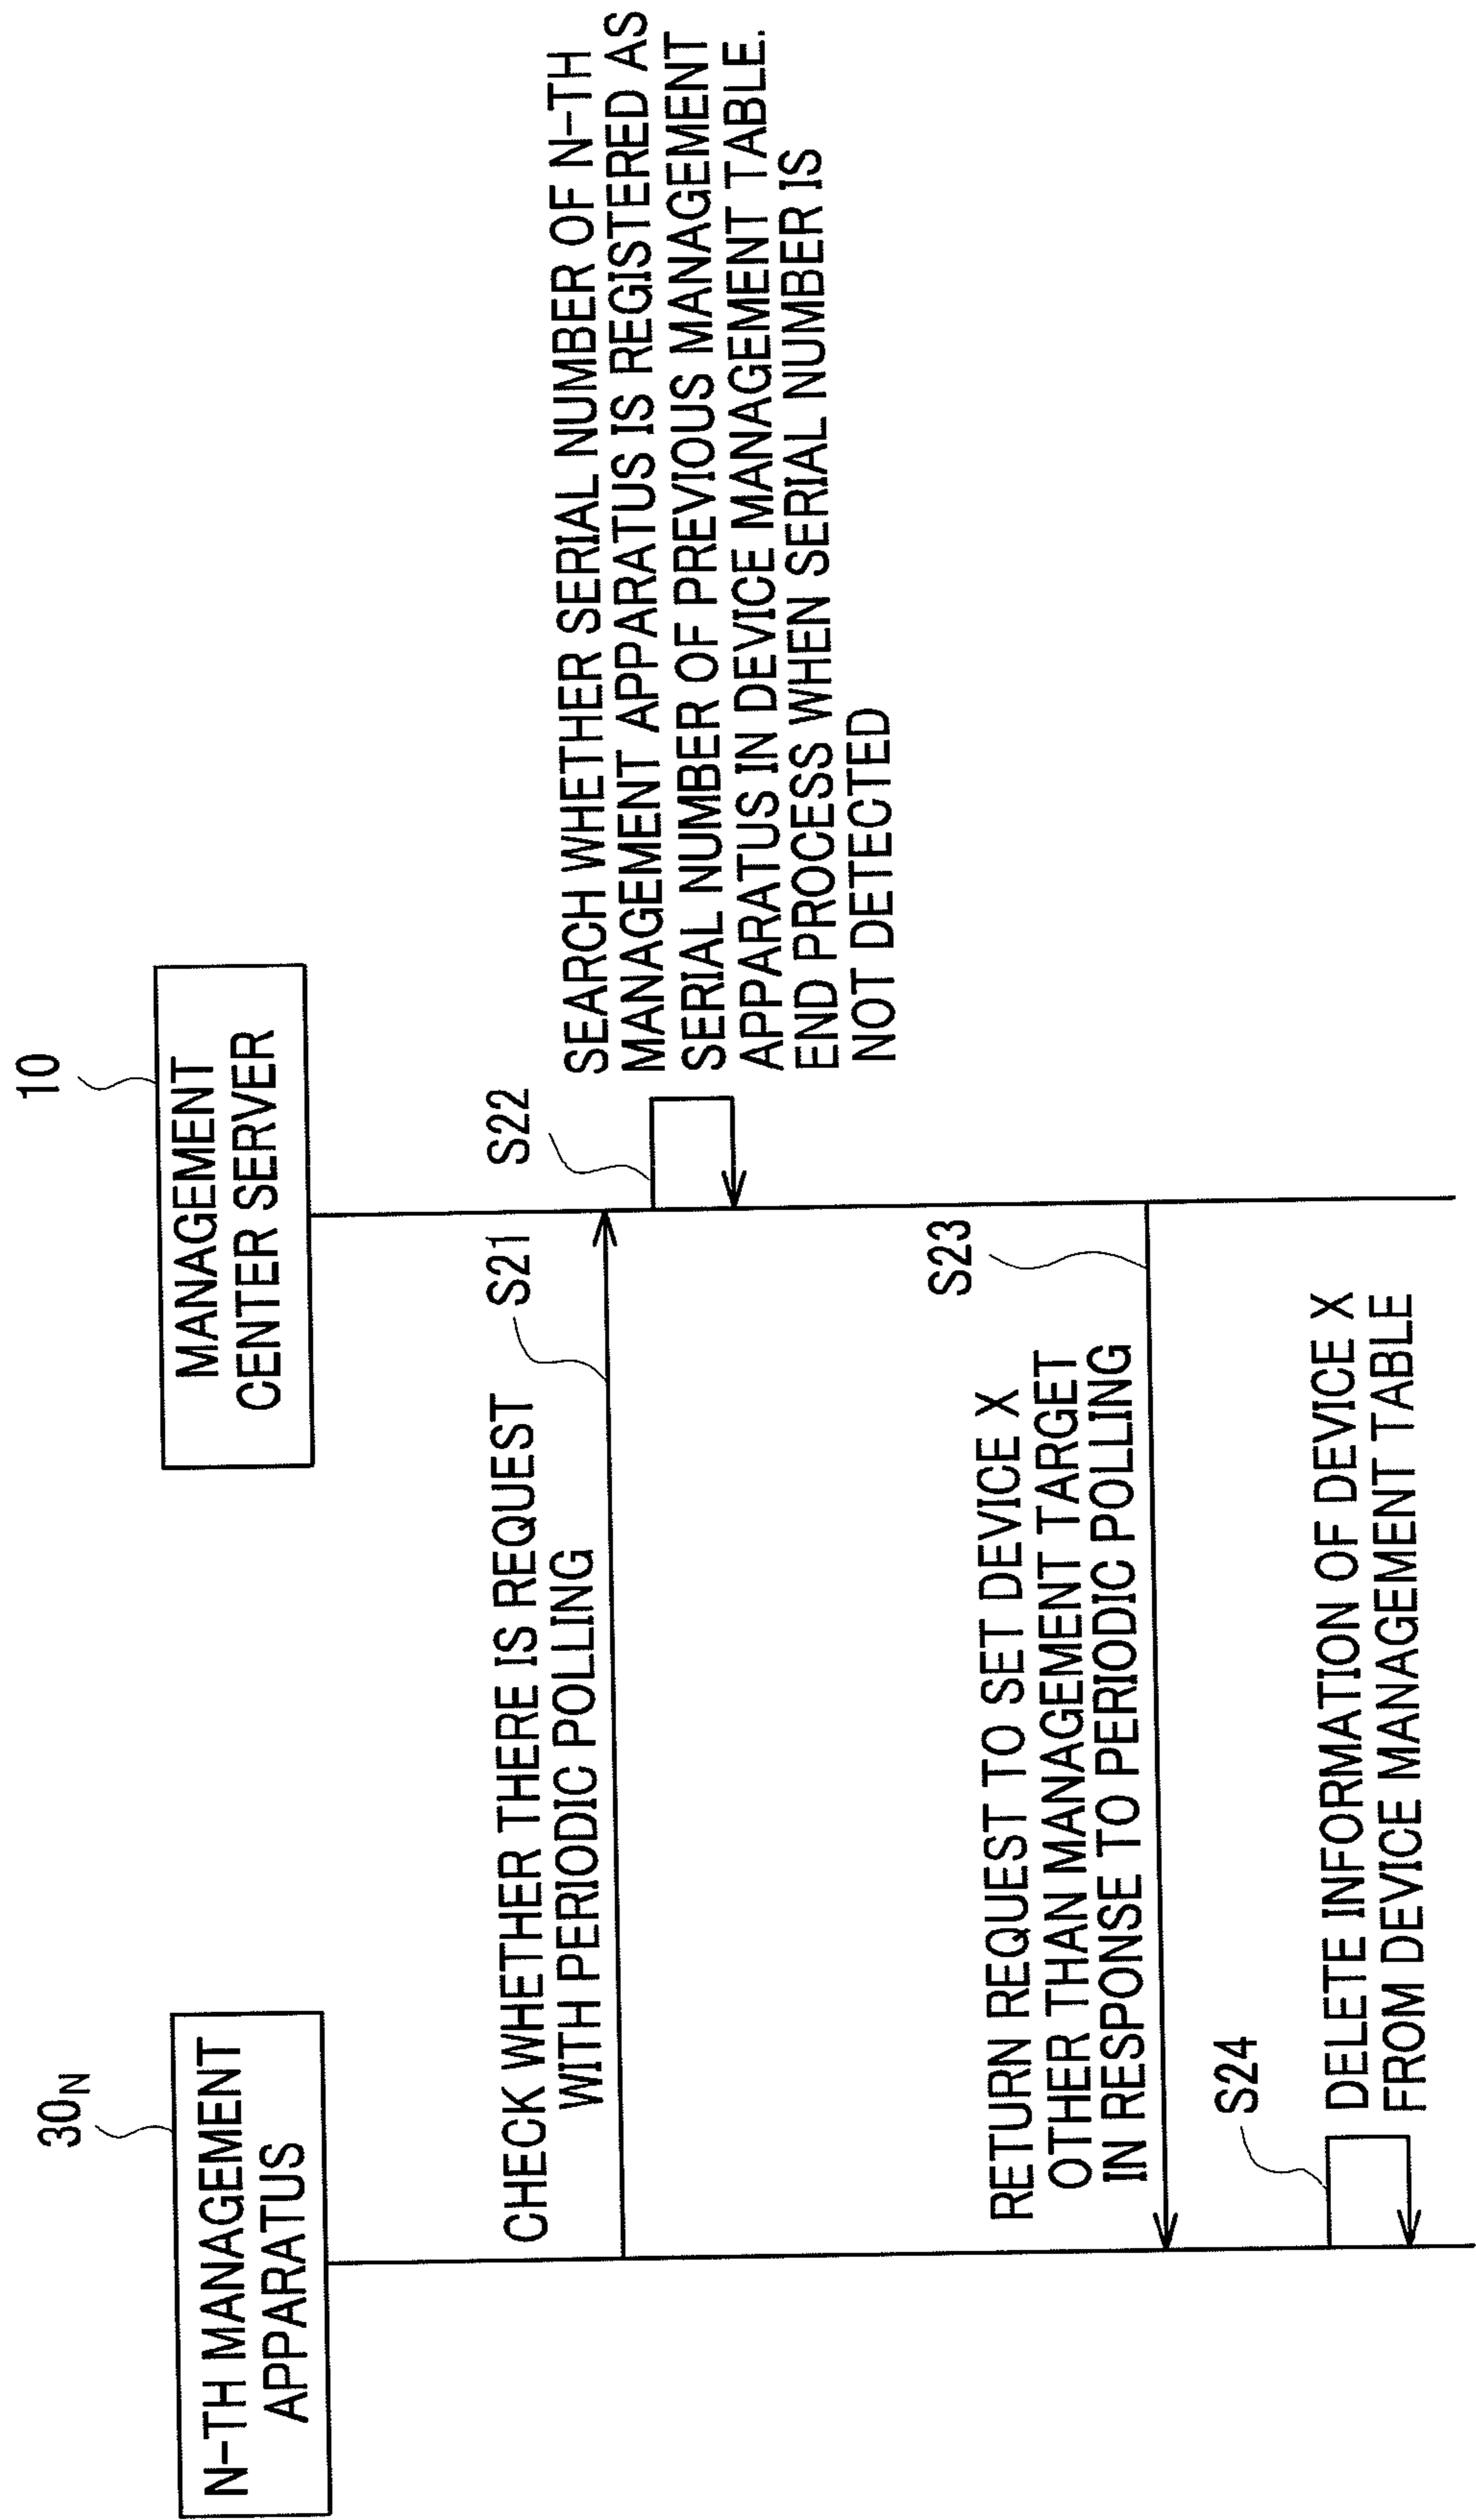 30N
N-TH MANAGEMENT
APPARATUS
10
MANAGEMENT
CENTER SERVER
CHECK WHETHER THERE IS REQUEST
WITH PERIODIC POLLING
S21
S22
SEARCH WHETHER SERIAL NUMBER OF N-TH
MANAGEMENT APPARATUS IS REGISTERED AS
SERIAL NUMBER OF PREVIOUS MANAGEMENT
APPARATUS IN DEVICE MANAGEMENT TABLE.
END PROCESS WHEN SERIAL NUMBER IS
NOT DETECTED
S23
RETURN REQUEST TO SET DEVICE X
OTHER THAN MANAGEMENT TARGET
IN RESPONSE TO PERIODIC POLLING
S24
DELETE INFORMATION OF DEVICE X
FROM DEVICE MANAGEMENT TABLE